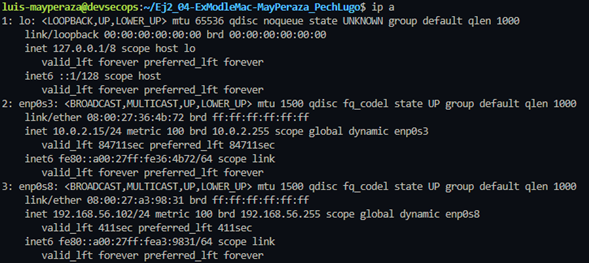 luis-mayperaza@devsecops:~/Ej2_04-ExModleMac-MayPeraza_PechLugo$ ip a
1: lo: <LOOPBACK,UP,LOWER_UP> mtu 65536 qdisc noqueue state UNKNOWN group default qlen 1000
    link/loopback 00:00:00:00:00:00 brd 00:00:00:00:00:00
    inet 127.0.0.1/8 scope host lo
       valid_lft forever preferred_lft forever
    inet6 ::1/128 scope host
       valid_lft forever preferred_lft forever
2: enp0s3: <BROADCAST,MULTICAST,UP,LOWER_UP> mtu 1500 qdisc fq_codel state UP group default qlen 1000
    link/ether 08:00:27:36:4b:72 brd ff:ff:ff:ff:ff:ff
    inet 10.0.2.15/24 metric 100 brd 10.0.2.255 scope global dynamic enp0s3
       valid_lft 84711sec preferred_lft 84711sec
    inet6 fe80::a00:27ff:fe36:4b72/64 scope link
       valid_lft forever preferred_lft forever
3: enp0s8: <BROADCAST,MULTICAST,UP,LOWER_UP> mtu 1500 qdisc fq_codel state UP group default qlen 1000
    link/ether 08:00:27:a3:98:31 brd ff:ff:ff:ff:ff:ff
    inet 192.168.56.102/24 metric 100 brd 192.168.56.255 scope global dynamic enp0s8
       valid_lft 411sec preferred_lft 411sec
    inet6 fe80::a00:27ff:fea3:9831/64 scope link
       valid_lft forever preferred_lft forever